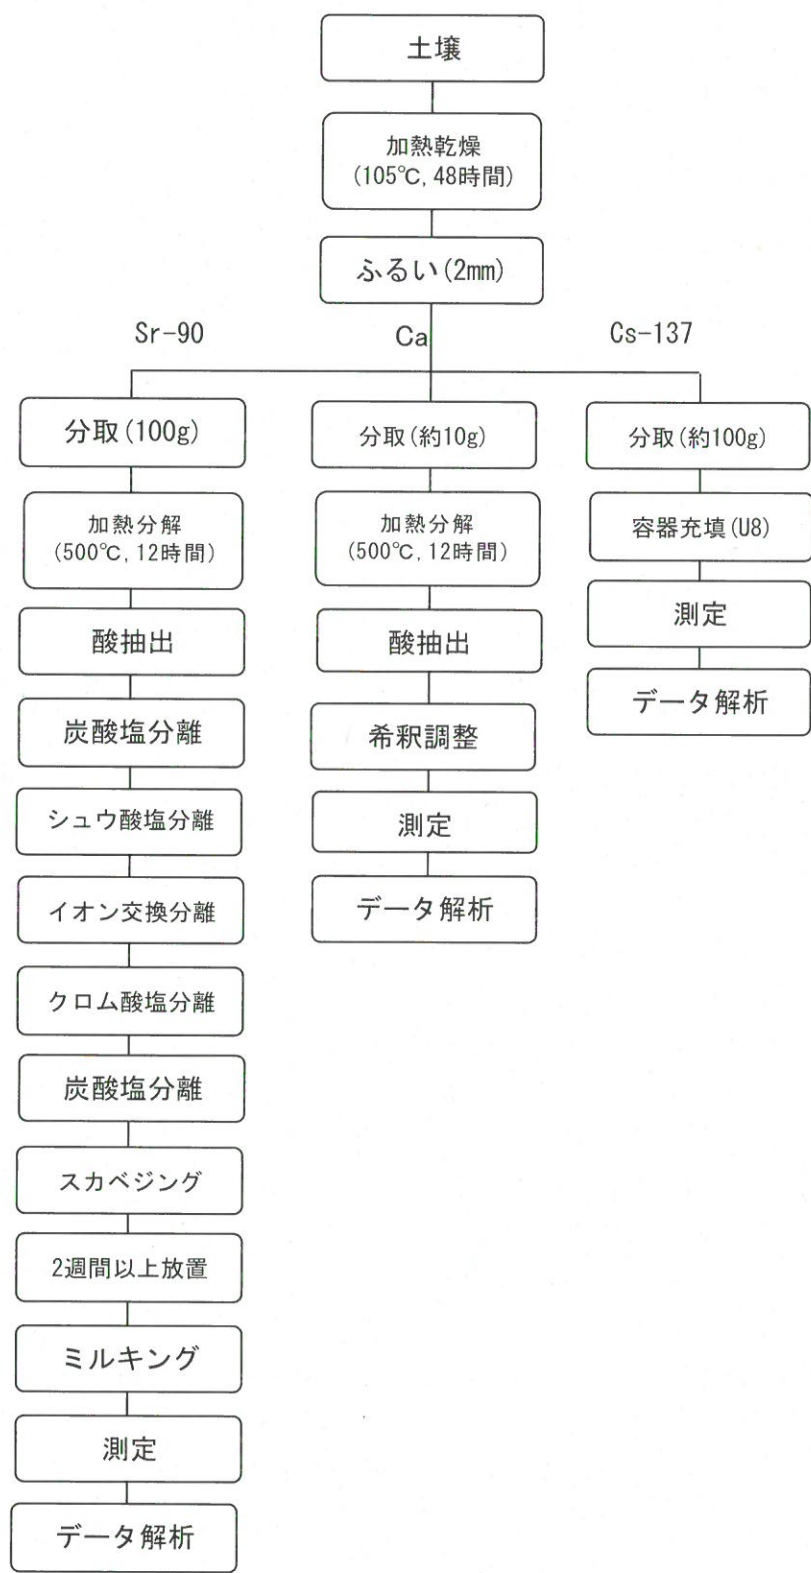 土壌
加熱乾燥
(105℃, 48時間)
ふるい(2mm)
Sr-90
Ca
Cs-137
分取(100g)
加熱分解
(500℃, 12時間)
酸抽出
炭酸塩分離
シュウ酸塩分離
イオン交換分離
クロム酸塩分離
炭酸塩分離
スカベジング
2週間以上放置
ミルキング
測定
データ解析
分取(約10g)
加熱分解
(500℃, 12時間)
酸抽出
希釈調整
測定
データ解析
分取(約100g)
容器充填(U8)
測定
データ解析